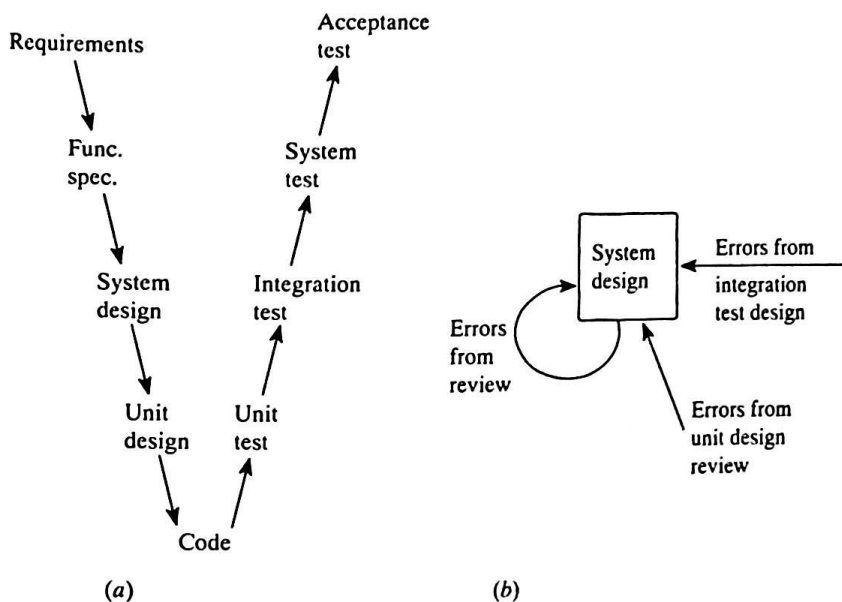 Requirements
Acceptance
test
Func.
spec.
System
test
System
design
Integration
test
Unit
design
Unit
test
Code
(a)
System
design
Errors from
integration
test design
Errors
from
review
Errors from
unit design
review
(b)